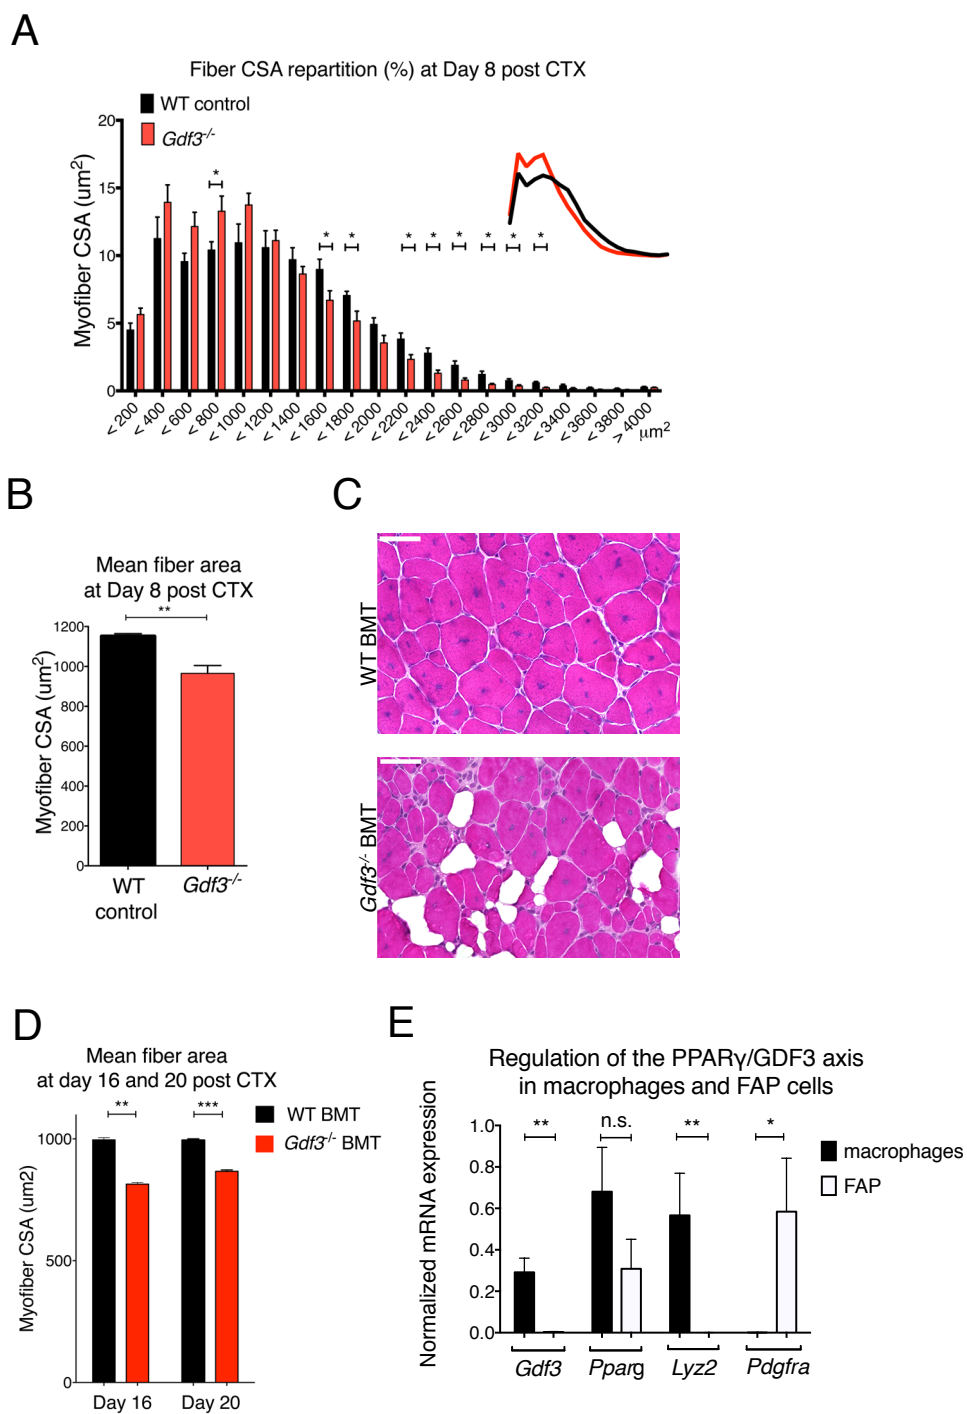 A
Fiber CSA repartition (%) at Day 8 post CTX
WT control
Gdf3-/-
Myofiber CSA (um2)
20
15
10
5
0
*
* * * * * * * *
< 200
< 400
< 600
< 800
< 1000
< 1200
< 1400
< 1600
< 1800
< 2000
< 2200
< 2400
< 2600
< 2800
< 3000
< 3200
< 3400
< 3600
< 3800
> 4000
μm2
B
Mean fiber area
at Day 8 post CTX
**
Myofiber CSA (um2)
1200
1000
800
600
400
200
0
WT
control
Gdf3-/-
C
WT BMT
Gdf3-/- BMT
D
Mean fiber area
at day 16 and 20 post CTX
** ***
WT BMT
Gdf3-/- BMT
Myofiber CSA (um2)
1000
500
0
Day 16 Day 20
E
Regulation of the PPARγ/GDF3 axis
in macrophages and FAP cells
Normalized mRNA expression
1.0
0.8
0.6
0.4
0.2
0.0
** n.s. ** *
macrophages
FAP
Gdf3 Pparg Lyz2 Pdgfra